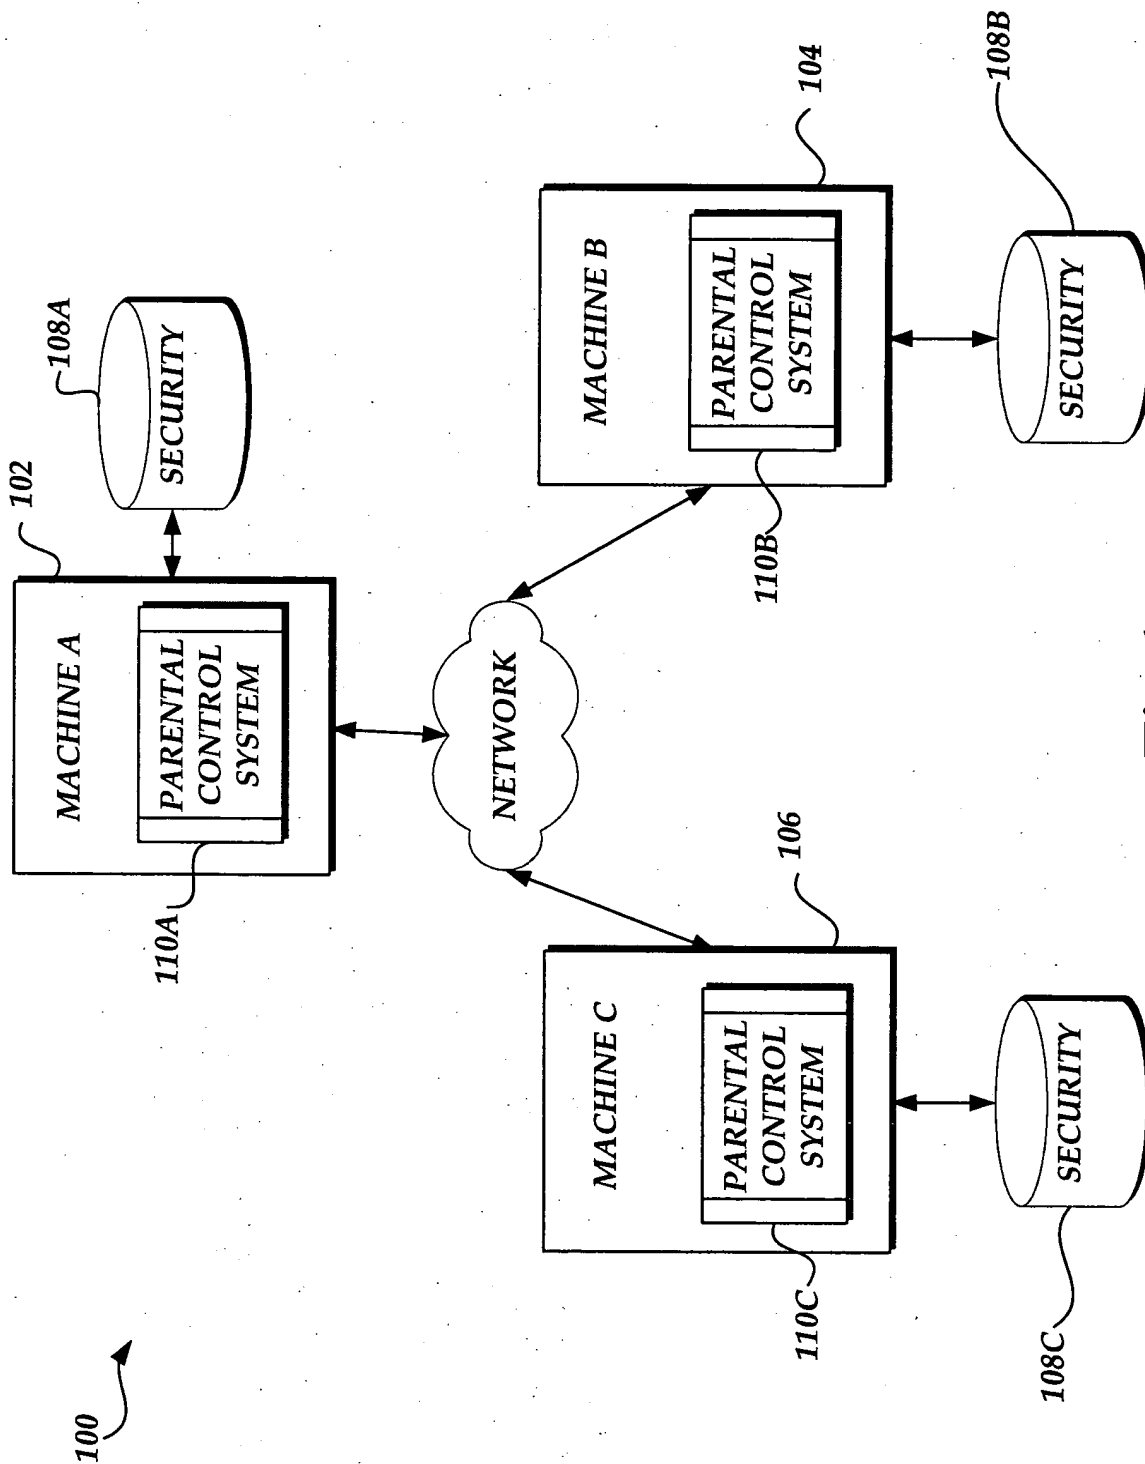 100
102
108A
MACHINE A
PARENTAL
CONTROL
SYSTEM
SECURITY
110A
NETWORK
106
104
MACHINE C
PARENTAL
CONTROL
SYSTEM
110C
MACHINE B
PARENTAL
CONTROL
SYSTEM
110B
SECURITY
108C
SECURITY
108B